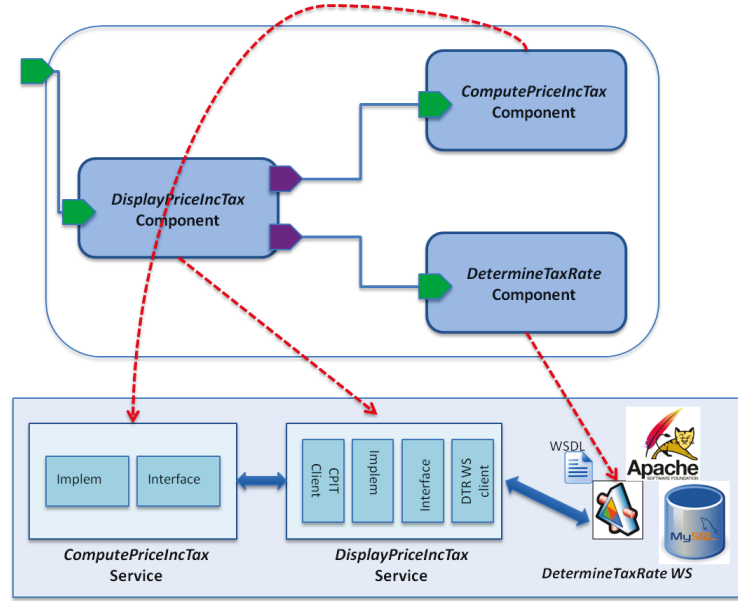 ComputePriceIncTax
Component
DisplayPriceIncTax
Component
DetermineTaxRate
Component
WSDL
Apache
SOFTWARE FOUNDATION
Implem
Interface
CPIT
Client
Implem
Interface
DTR WS
client
MySQL
ComputePriceIncTax
Service
DisplayPriceIncTax
Service
DetermineTaxRate WS